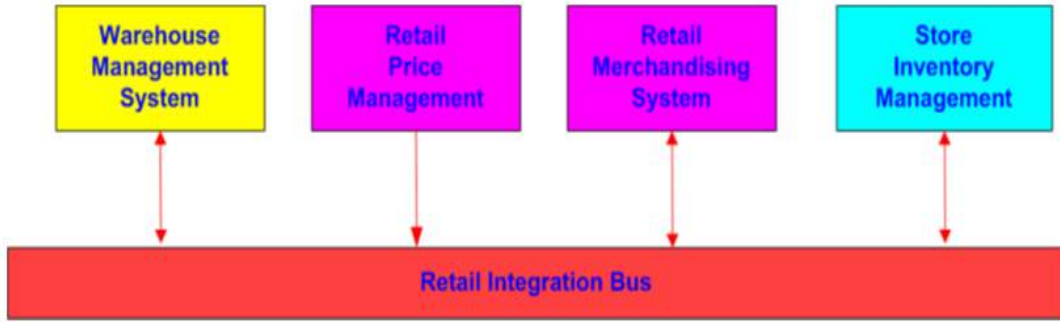 Warehouse
Management
System
Retail
Price
Management
Retail
Merchandising
System
Store
Inventory
Management
Retail Integration Bus